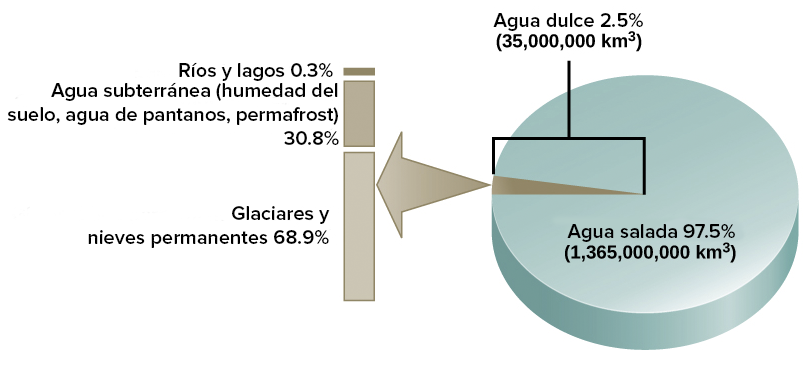 Agua dulce 2.5%
(35,000,000 km³)
Ríos y lagos 0.3%
Agua subterránea (humedad del
suelo, agua de pantanos, permafrost)
30.8%
Glaciares y
nieves permanentes 68.9%
Agua salada 97.5%
(1,365,000,000 km³)